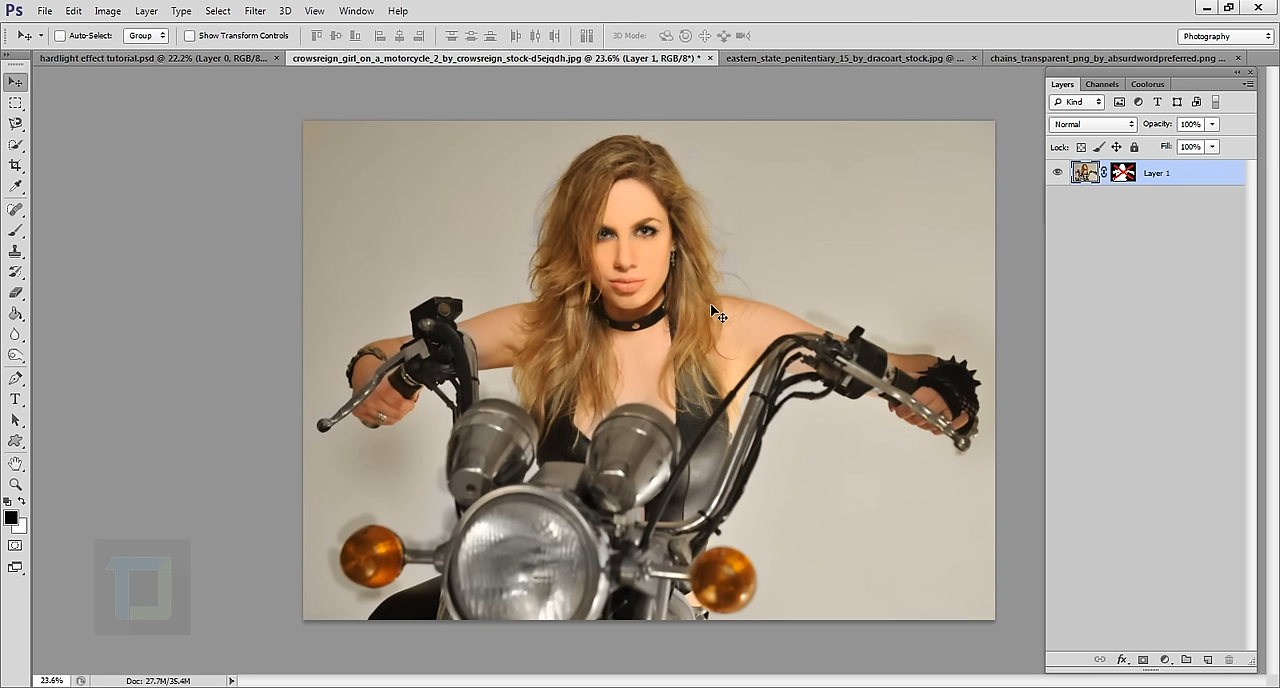 Ps File Edit Image Layer Type Select Filter 3D View Window Help
Auto-Select: Group Show Transform Controls 3D Mode: Photography
hardlight effect tutorial.psd @ 22.2% (Layer 0, RGB/8... × crowsreign_girl_on_a_motorcycle_2_by_crowsreign_stock-d5ejqdh.jpg @ 23.6% (Layer 1, RGB/8*) * × eastern_state_penitentiary_15_by_dracoart_stock.jpg @ ... × chains_transparent_png_by_absurdwordpreferred.png ... ×
Layers Channels Coolorus
Kind
Normal Opacity: 100%
Lock: Fill: 100%
Layer 1
23.6% Doc: 27.7M/35.4M